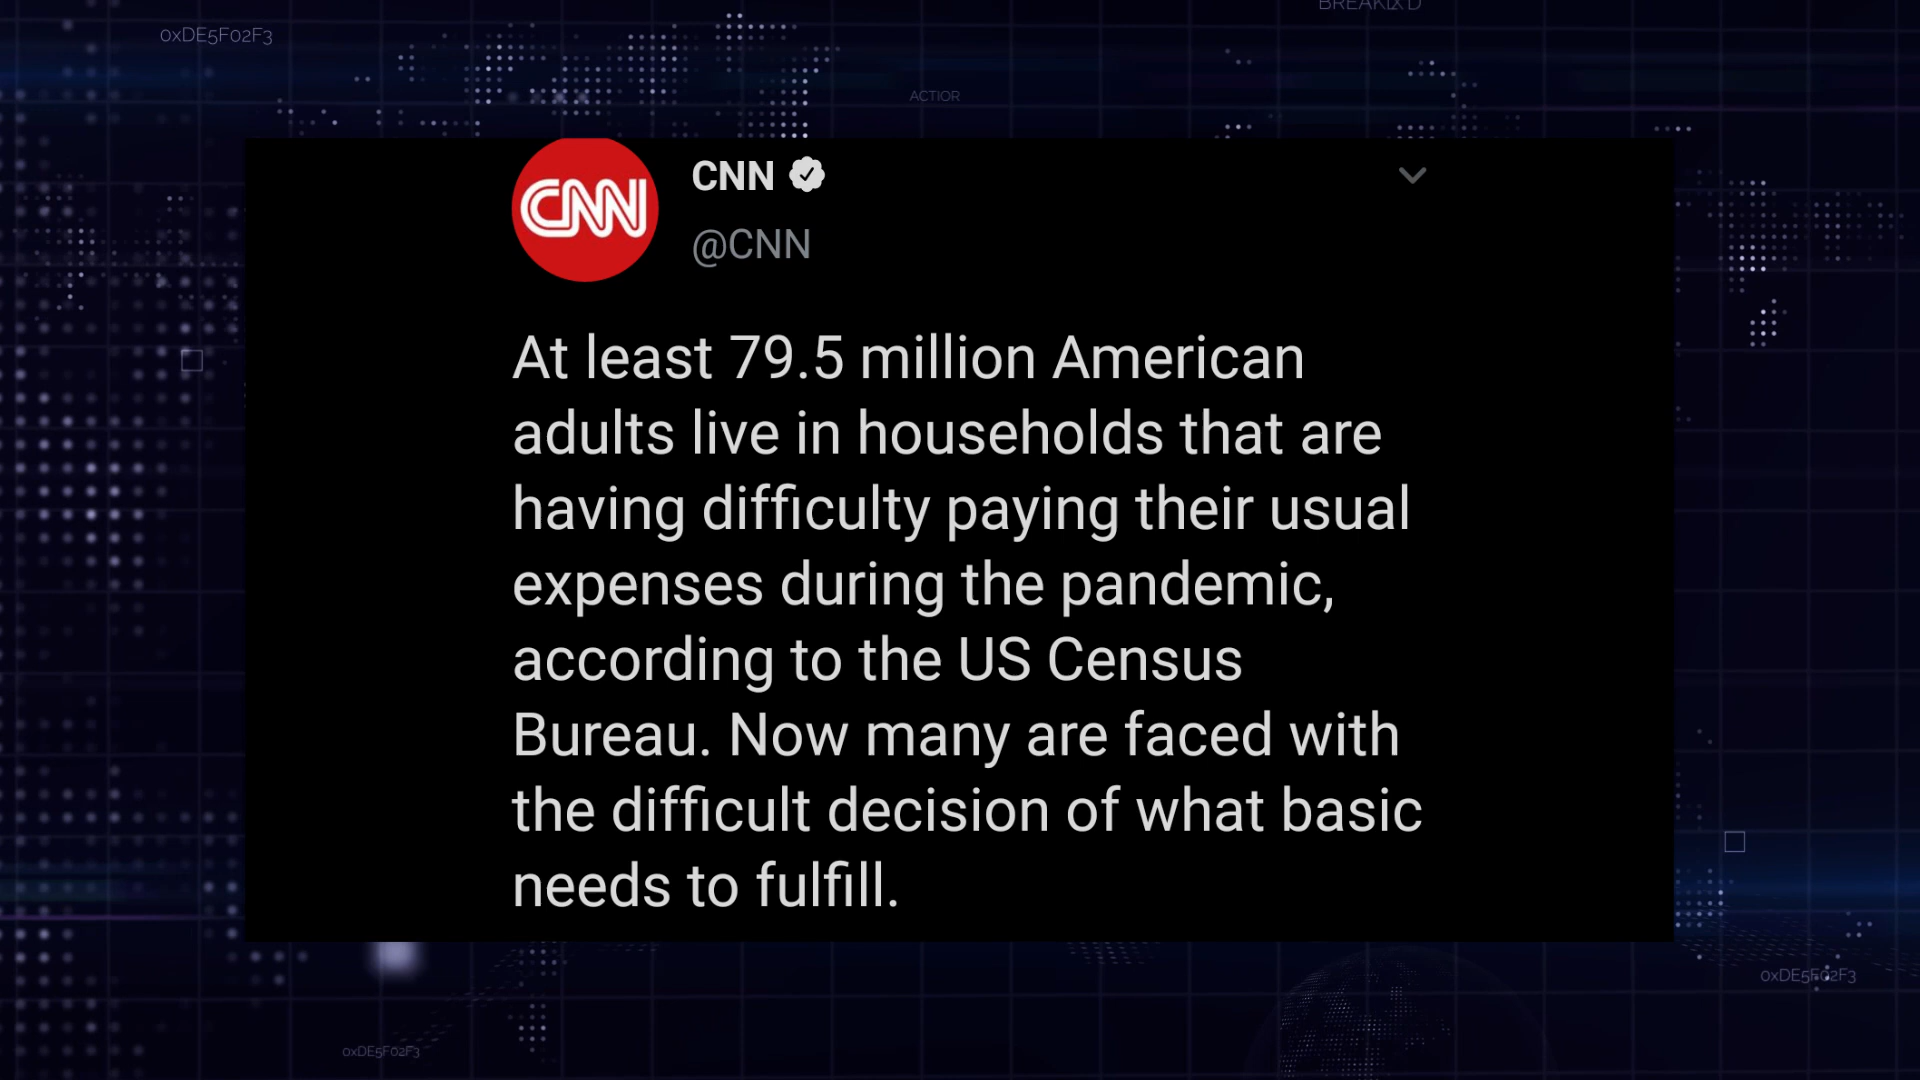 0xDE5F02F3
ACTIOR
CNN
CNN
@CNN
At least 79.5 million American
adults live in households that are
having difficulty paying their usual
expenses during the pandemic,
according to the US Census
Bureau. Now many are faced with
the difficult decision of what basic
needs to fulfill.
0xDE5F02F3
0xDE5F02F3